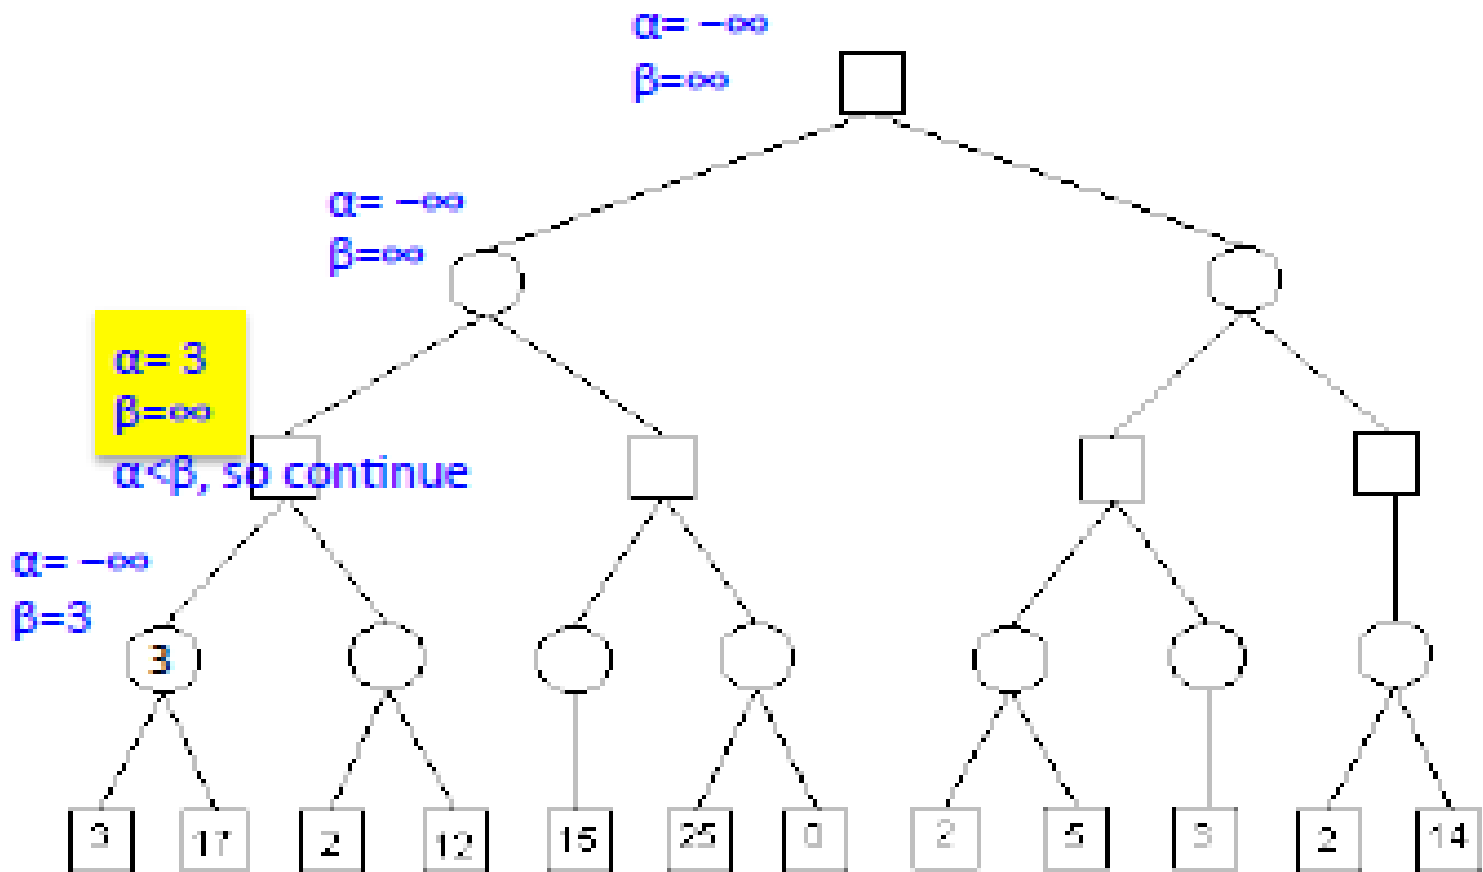 α= −∞
β=∞
α= −∞
β=∞
α= 3
β=∞
α<β, so continue
α= −∞
β=3
3
3 17 2 12 15 25 0 2 5 3 2 14